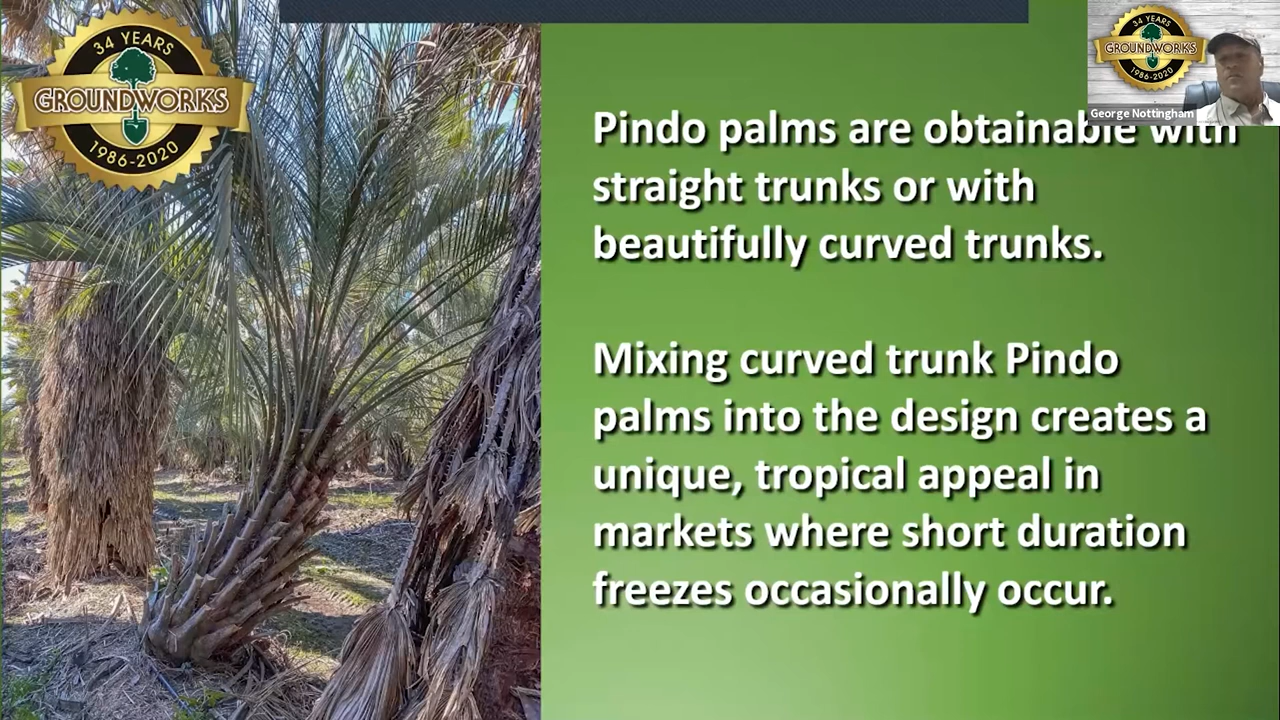 34 YEARS
GROUNDWORKS
1986-2020
34 YEARS
GROUNDWORKS
1986-2020
George Nottingham
Pindo palms are obtainable with
straight trunks or with
beautifully curved trunks.
Mixing curved trunk Pindo
palms into the design creates a
unique, tropical appeal in
markets where short duration
freezes occasionally occur.